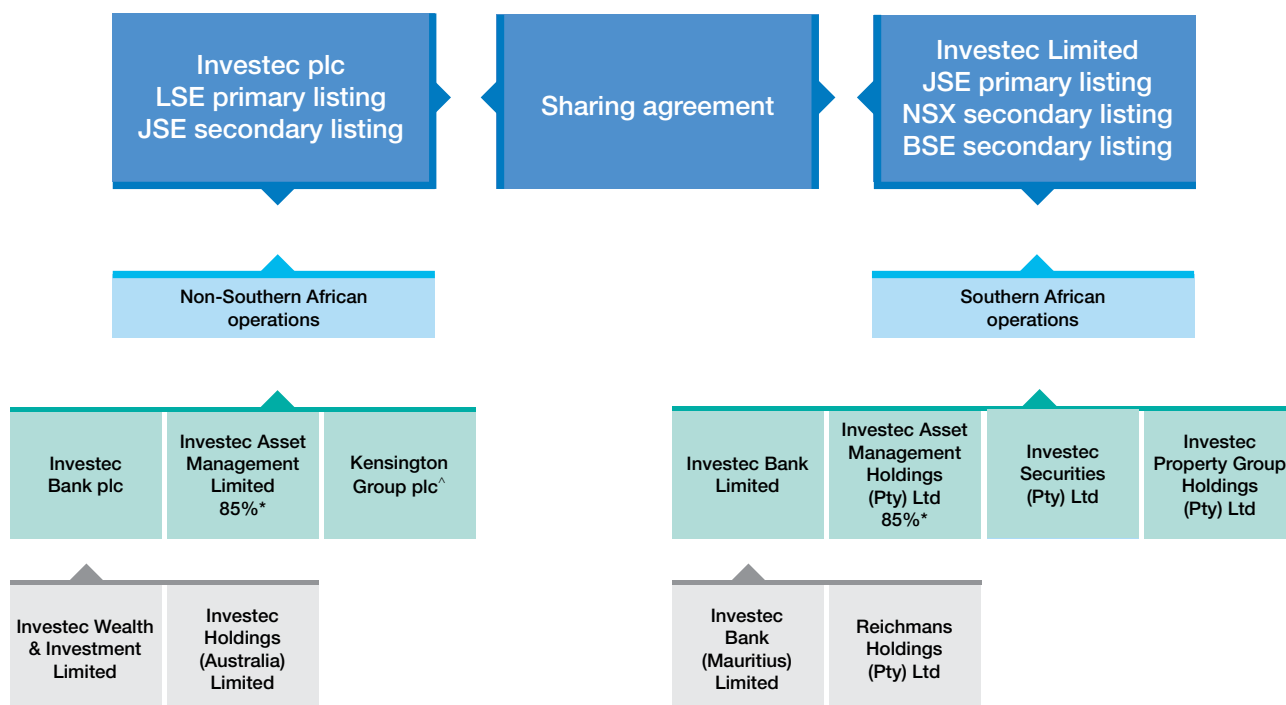 Investec plc
LSE primary listing
JSE secondary listing
Sharing agreement
Investec Limited
JSE primary listing
NSX secondary listing
BSE secondary listing
Non-Southern African
operations
Southern African
operations
Investec
Bank plc
Investec Asset
Management
Limited
85%*
Kensington
Group plc^
Investec Bank
Limited
Investec Asset
Management
Holdings
(Pty) Ltd
85%*
Investec
Securities
(Pty) Ltd
Investec
Property Group
Holdings
(Pty) Ltd
Investec Wealth
& Investment
Limited
Investec
Holdings
(Australia)
Limited
Investec
Bank
(Mauritius)
Limited
Reichmans
Holdings
(Pty) Ltd